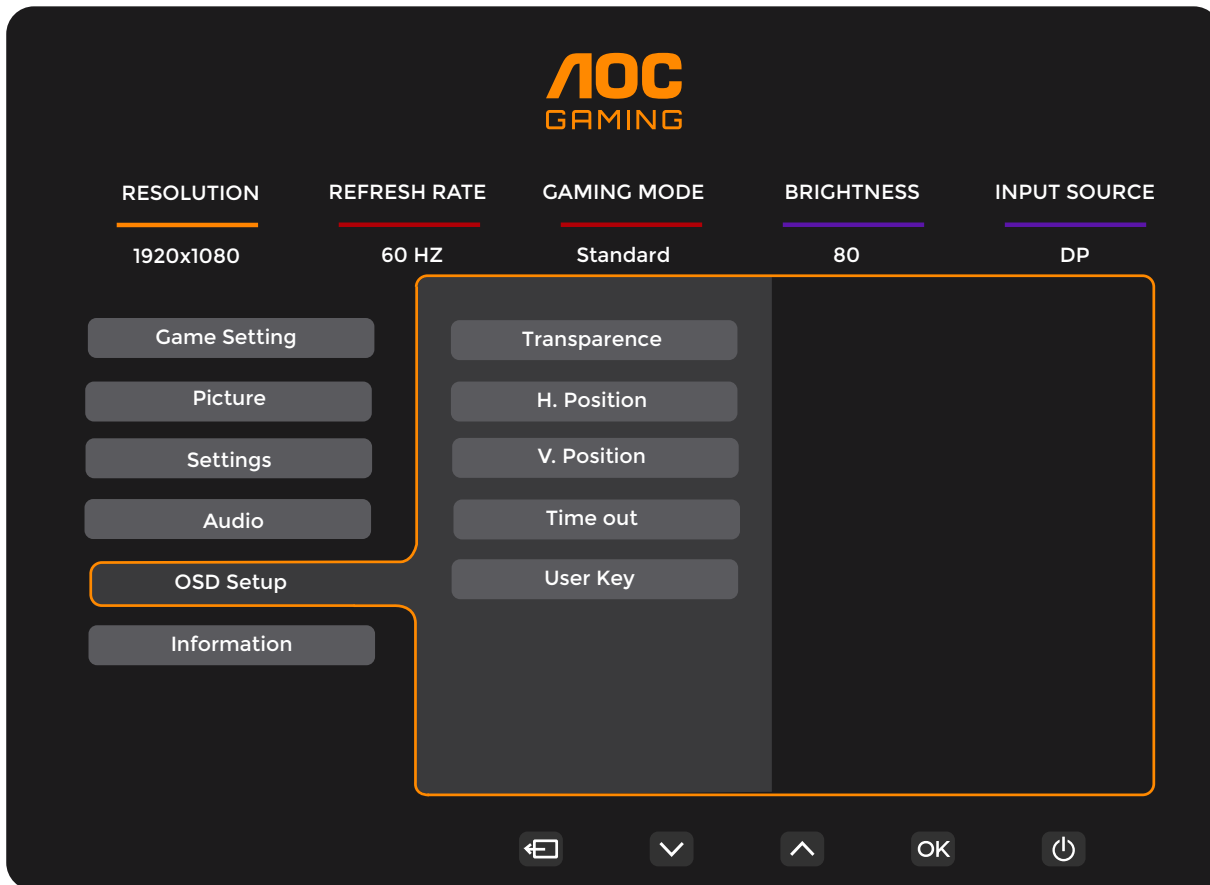 AOC
GAMING
RESOLUTION REFRESH RATE GAMING MODE BRIGHTNESS INPUT SOURCE
1920x1080 60 HZ Standard 80 DP
Game Setting
Picture
Settings
Audio
OSD Setup
Information
Transparence
H. Position
V. Position
Time out
User Key
OK